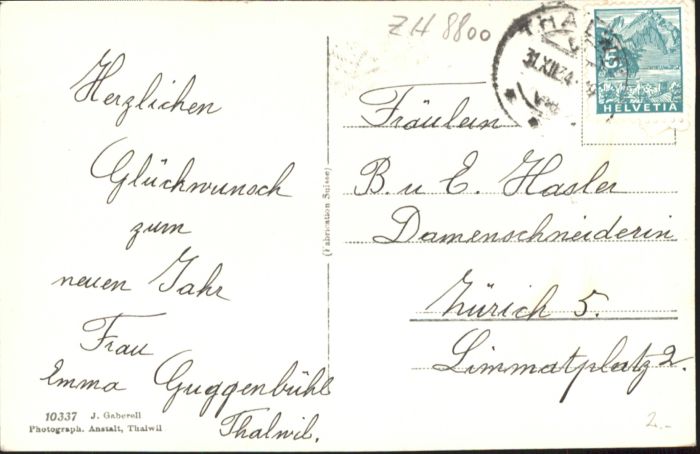 ZH 8800
THALWIL
31.XII.34
5
HELVETIA
Herzlichen
Glückwunsch
zum
neuen Jahr
Frau
Emma Guggenbühl
Thalwil.
10337 J. Gaberell
Photograph. Anstalt, Thalwil
(Fabrication Suisse)
Fräulein
B. u E. Hasler
Damenschneiderin
Zürich 5.
Limmatplatz 2.
2.-